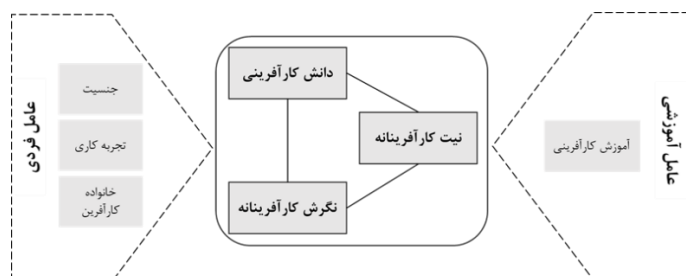 عامل آموزشی
آموزش کارآفرینی
دانش کارآفرینی
نیت کارآفرینانه
نگرش کارآفرینانه
جنسیت
تجربه کاری
خانواده
کارآفرین
عامل فردی